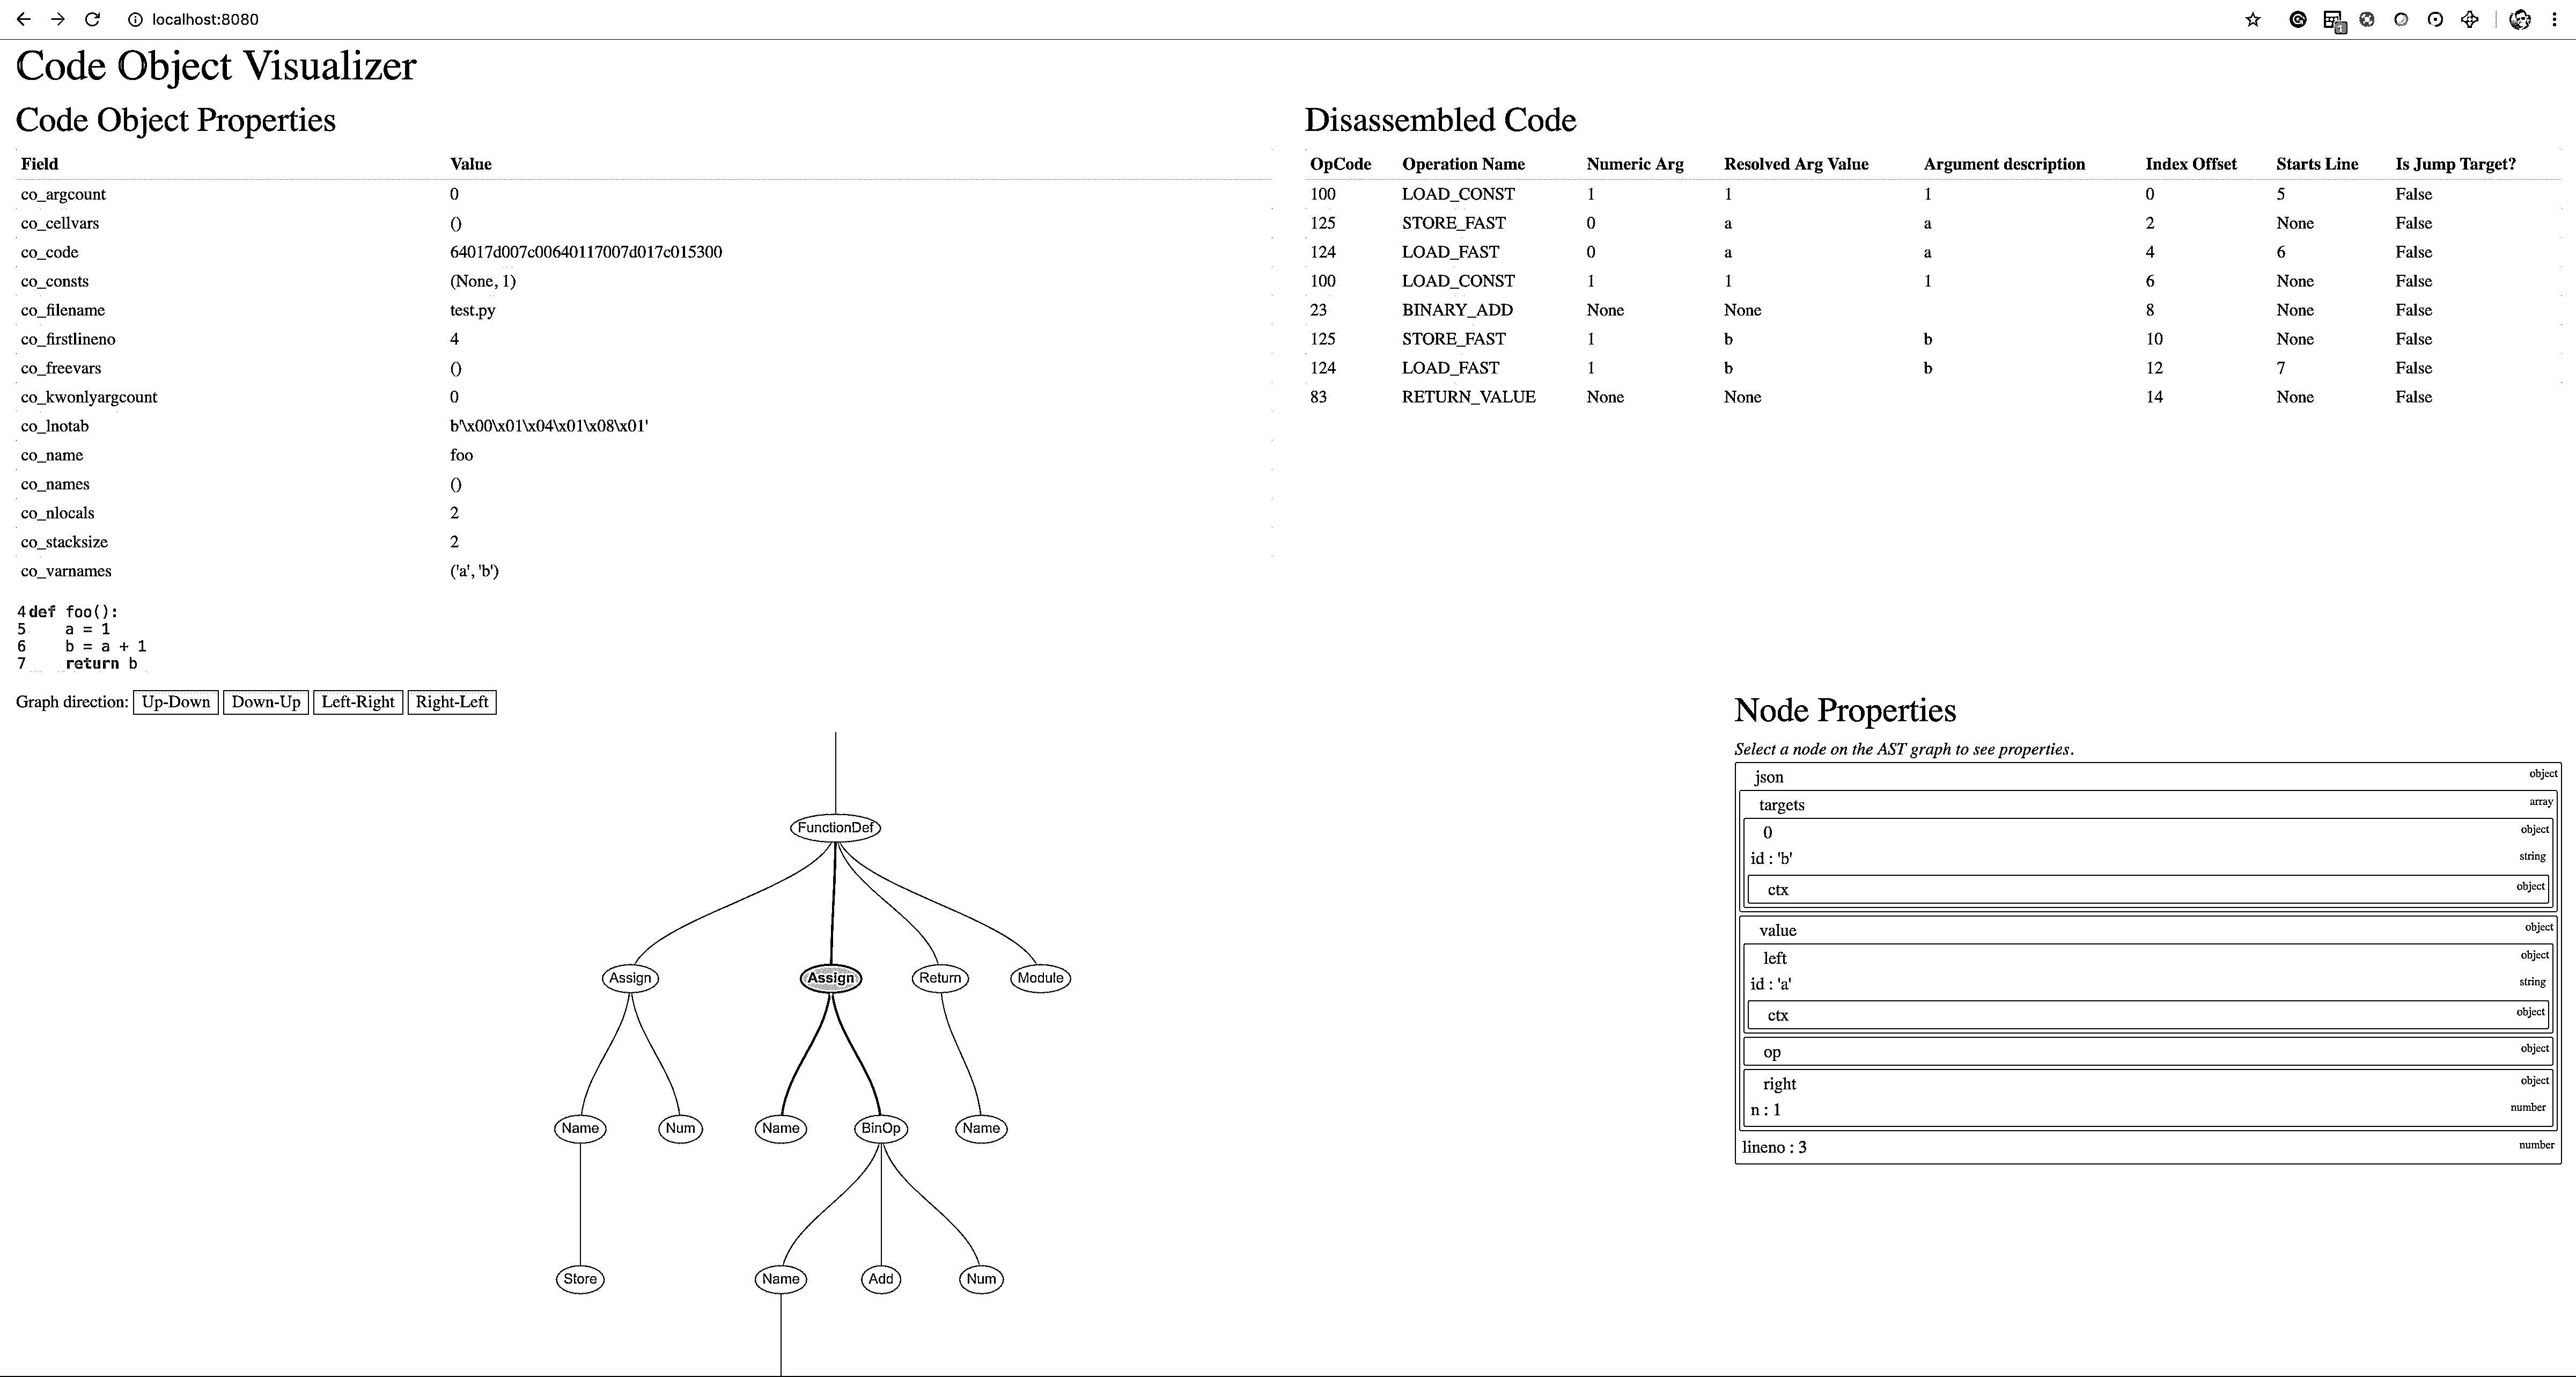 localhost:8080
Code Object Visualizer
Code Object Properties
Field Value
co_argcount 0
co_cellvars ()
co_code 64017d007c00640117007d017c015300
co_consts (None, 1)
co_filename test.py
co_firstlineno 4
co_freevars ()
co_kwonlyargcount 0
co_lnotab b'\x00\x01\x04\x01\x08\x01'
co_name foo
co_names ()
co_nlocals 2
co_stacksize 2
co_varnames ('a', 'b')
4 def foo():
5     a = 1
6     b = a + 1
7     return b
Disassembled Code
OpCode Operation Name Numeric Arg Resolved Arg Value Argument description Index Offset Starts Line Is Jump Target?
100 LOAD_CONST 1 1 1 0 5 False
125 STORE_FAST 0 a a 2 None False
124 LOAD_FAST 0 a a 4 6 False
100 LOAD_CONST 1 1 1 6 None False
23 BINARY_ADD None None 8 None False
125 STORE_FAST 1 b b 10 None False
124 LOAD_FAST 1 b b 12 7 False
83 RETURN_VALUE None None 14 None False
Graph direction: Up-Down Down-Up Left-Right Right-Left
FunctionDef
Assign Assign Return Module
Name Num Name BinOp Name
Store Name Add Num
Node Properties
Select a node on the AST graph to see properties.
json object
targets array
0 object
id : 'b' string
ctx object
value object
left object
id : 'a' string
ctx object
op object
right object
n : 1 number
lineno : 3 number